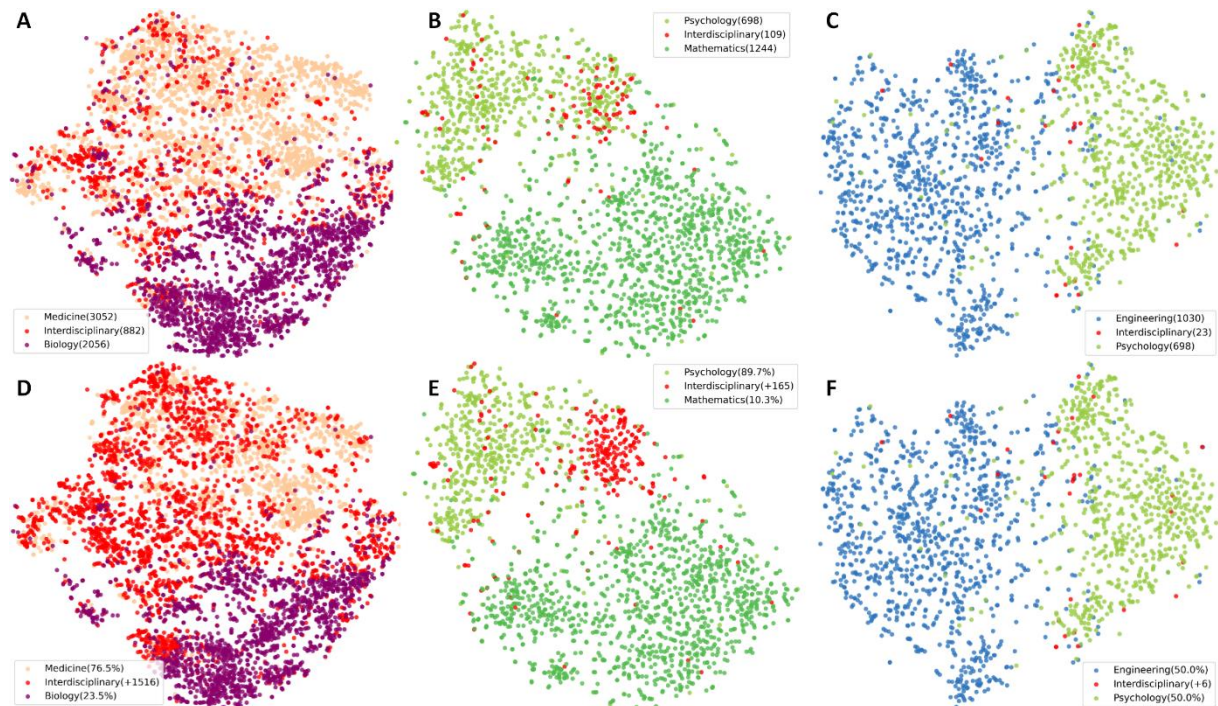 A
B
Psychology(698)
Interdisciplinary(109)
Mathematics(1244)
C
Medicine(3052)
Interdisciplinary(882)
Biology(2056)
Engineering(1030)
Interdisciplinary(23)
Psychology(698)
D
E
Psychology(89.7%)
Interdisciplinary(+165)
Mathematics(10.3%)
F
Medicine(76.5%)
Interdisciplinary(+1516)
Biology(23.5%)
Engineering(50.0%)
Interdisciplinary(+6)
Psychology(50.0%)